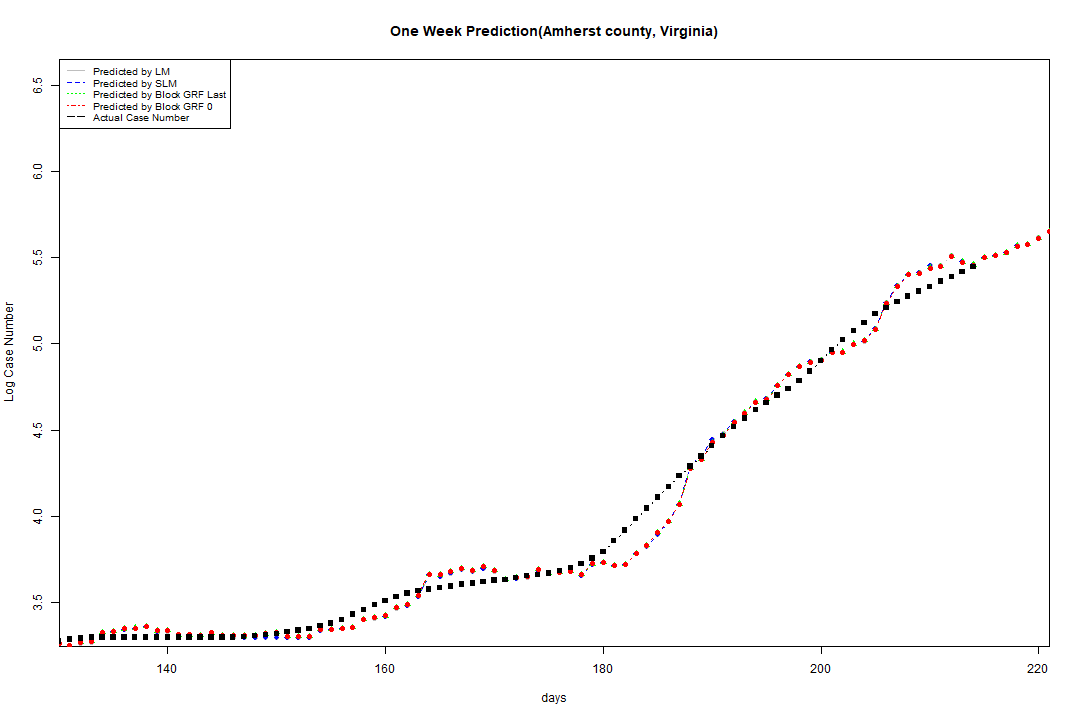 One Week Prediction(Amherst county, Virginia)
Predicted by LM
Predicted by SLM
Predicted by Block GRF Last
Predicted by Block GRF 0
Actual Case Number
6.5
6.0
5.5
5.0
4.5
4.0
3.5
Log Case Number
140 160 180 200 220
days